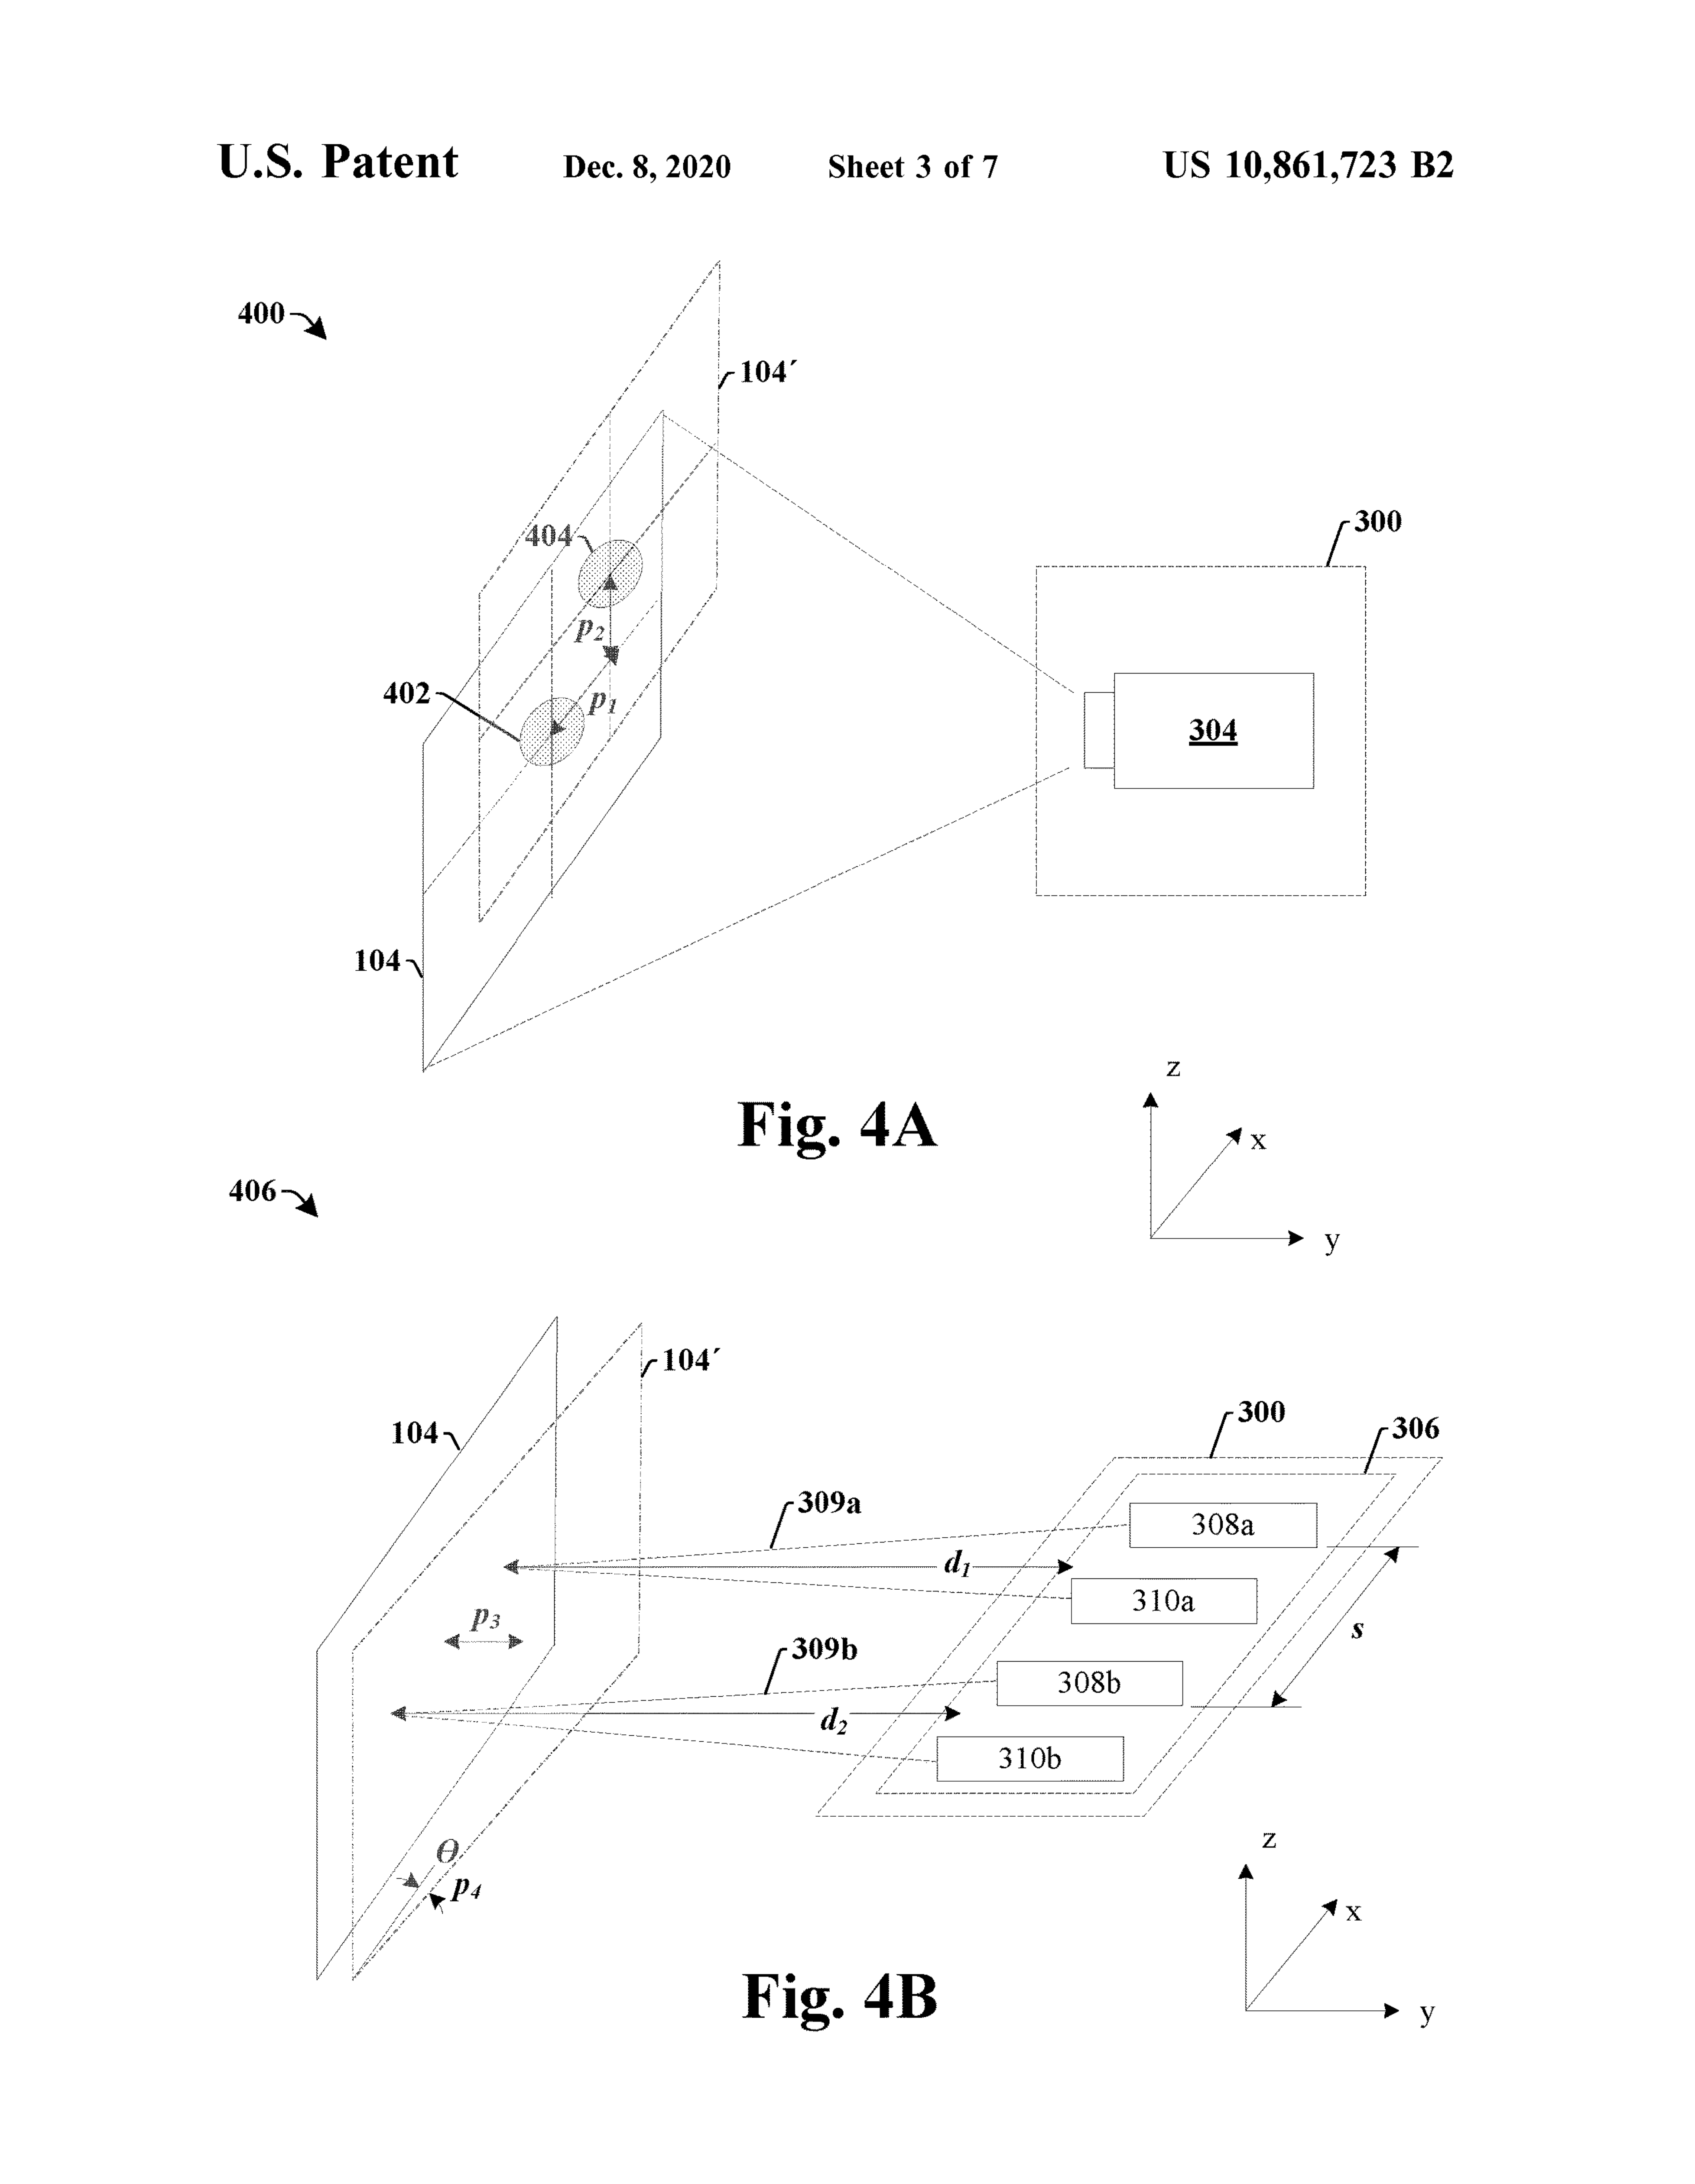 U.S. Patent Dec. 8, 2020 Sheet 3 of 7 US 10,861,723 B2
400
104´
404
300
p2
402
p1
304
104
z
Fig. 4A
x
406
y
104´
104
300
306
309a
308a
d1
310a
p3
s
309b
308b
d2
310b
z
θ
p4
x
Fig. 4B
y